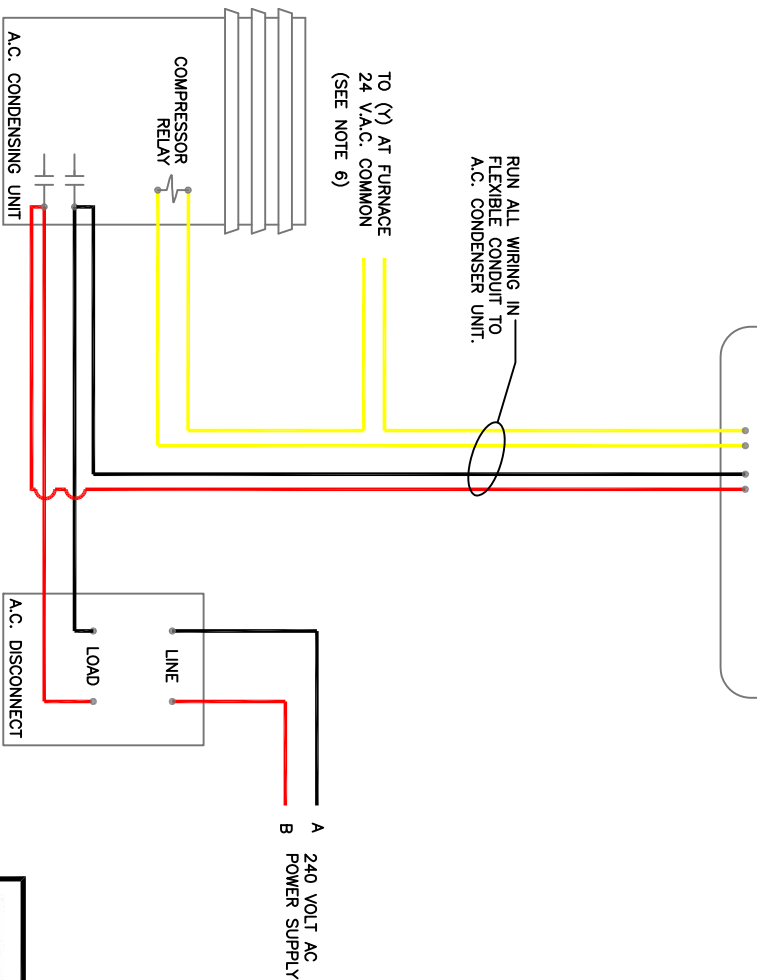 RUN ALL WIRING IN
FLEXIBLE CONDUIT TO
A.C. CONDENSER UNIT.
TO (Y) AT FURNACE
24 V.A.C. COMMON
(SEE NOTE 6)
COMPRESSOR
RELAY
A.C. CONDENSING UNIT
LINE
LOAD
A.C. DISCONNECT
A
B
240 VOLT AC
POWER SUPPLY